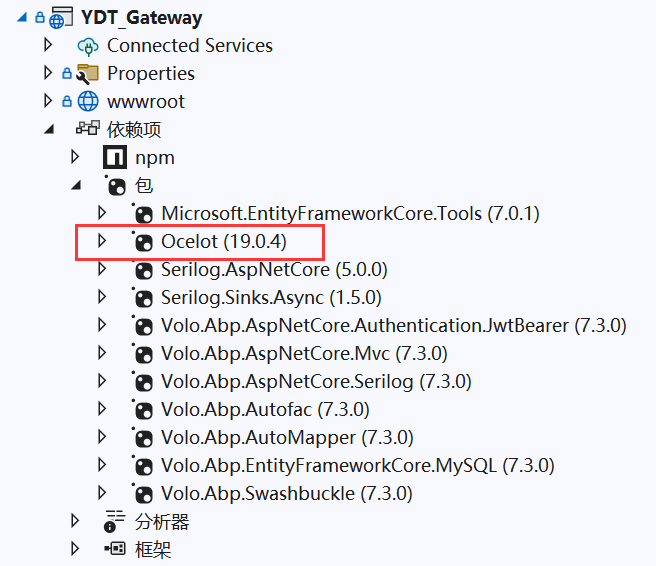 YDT_Gateway
Connected Services
Properties
wwwroot
依赖项
npm
包
Microsoft.EntityFrameworkCore.Tools (7.0.1)
Ocelot (19.0.4)
Serilog.AspNetCore (5.0.0)
Serilog.Sinks.Async (1.5.0)
Volo.Abp.AspNetCore.Authentication.JwtBearer (7.3.0)
Volo.Abp.AspNetCore.Mvc (7.3.0)
Volo.Abp.AspNetCore.Serilog (7.3.0)
Volo.Abp.Autofac (7.3.0)
Volo.Abp.AutoMapper (7.3.0)
Volo.Abp.EntityFrameworkCore.MySQL (7.3.0)
Volo.Abp.Swashbuckle (7.3.0)
分析器
框架